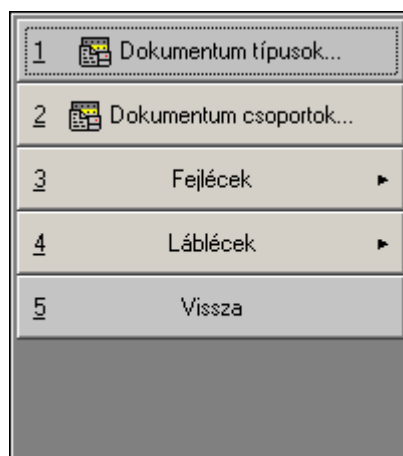 1 Dokumentum típusok...
2 Dokumentum csoportok...
3 Fejlécek
4 Láblécek
5 Vissza